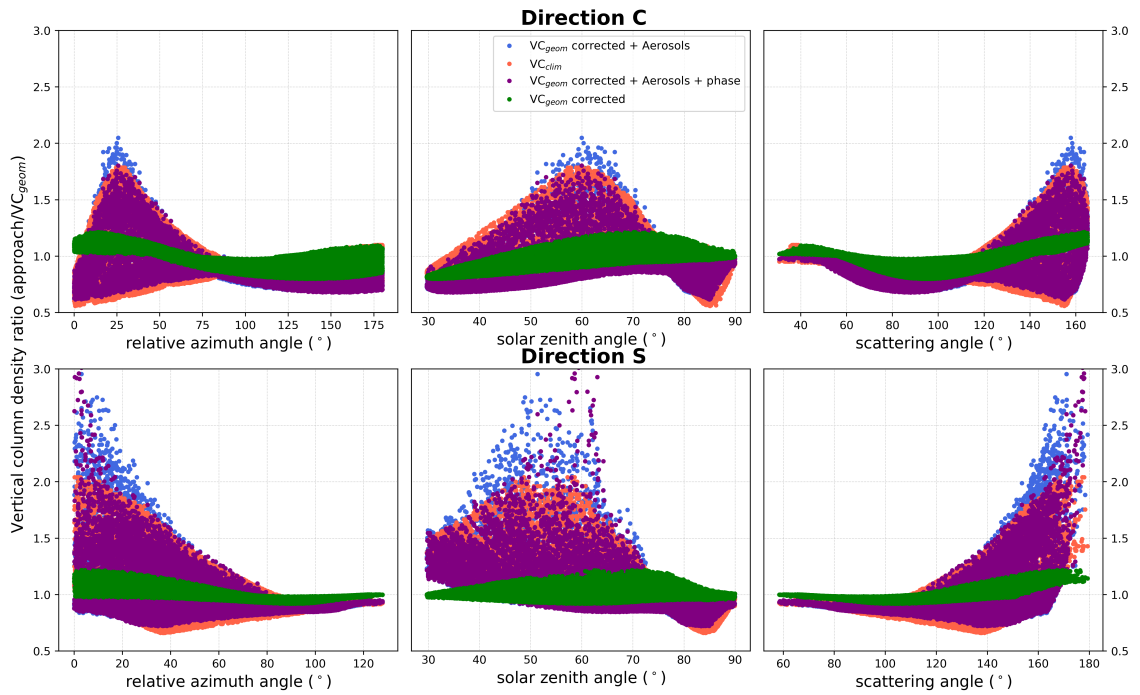 Direction C
VC_geom corrected + Aerosols
VC_clim
VC_geom corrected + Aerosols + phase
VC_geom corrected
3.0
2.5
2.0
1.5
1.0
0.5
3.0
2.5
2.0
1.5
1.0
0.5
0 25 50 75 100 125 150 175
30 40 50 60 70 80 90
40 60 80 100 120 140 160
relative azimuth angle (°)
solar zenith angle (°)
scattering angle (°)
Vertical column density ratio (approach/VC_geom)
Direction S
3.0
2.5
2.0
1.5
1.0
0.5
3.0
2.5
2.0
1.5
1.0
0.5
0 20 40 60 80 100 120
30 40 50 60 70 80 90
60 80 100 120 140 160 180
relative azimuth angle (°)
solar zenith angle (°)
scattering angle (°)